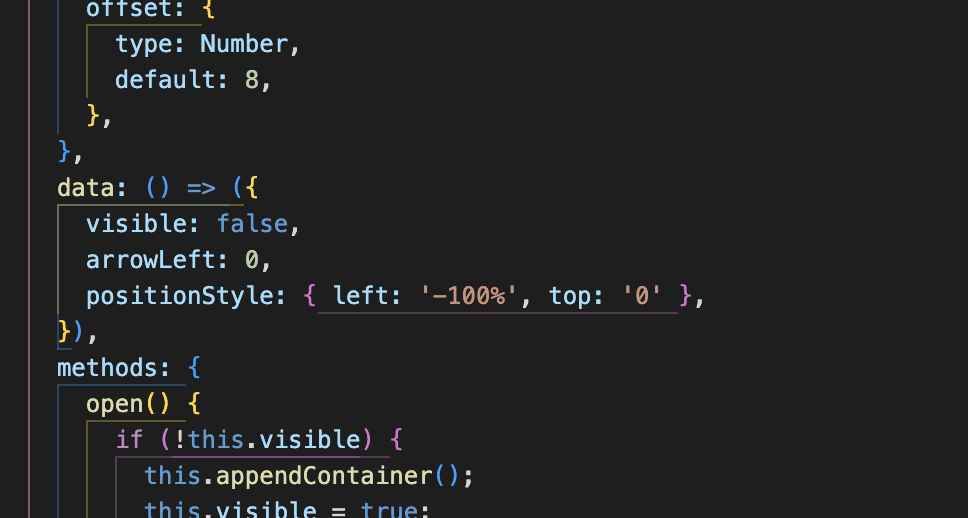 offset: {
type: Number,
default: 8,
},
},
data: () => ({
visible: false,
arrowLeft: 0,
positionStyle: { left: '-100%', top: '0' },
}),
methods: {
open() {
if (!this.visible) {
this.appendContainer();
this.visible = true;